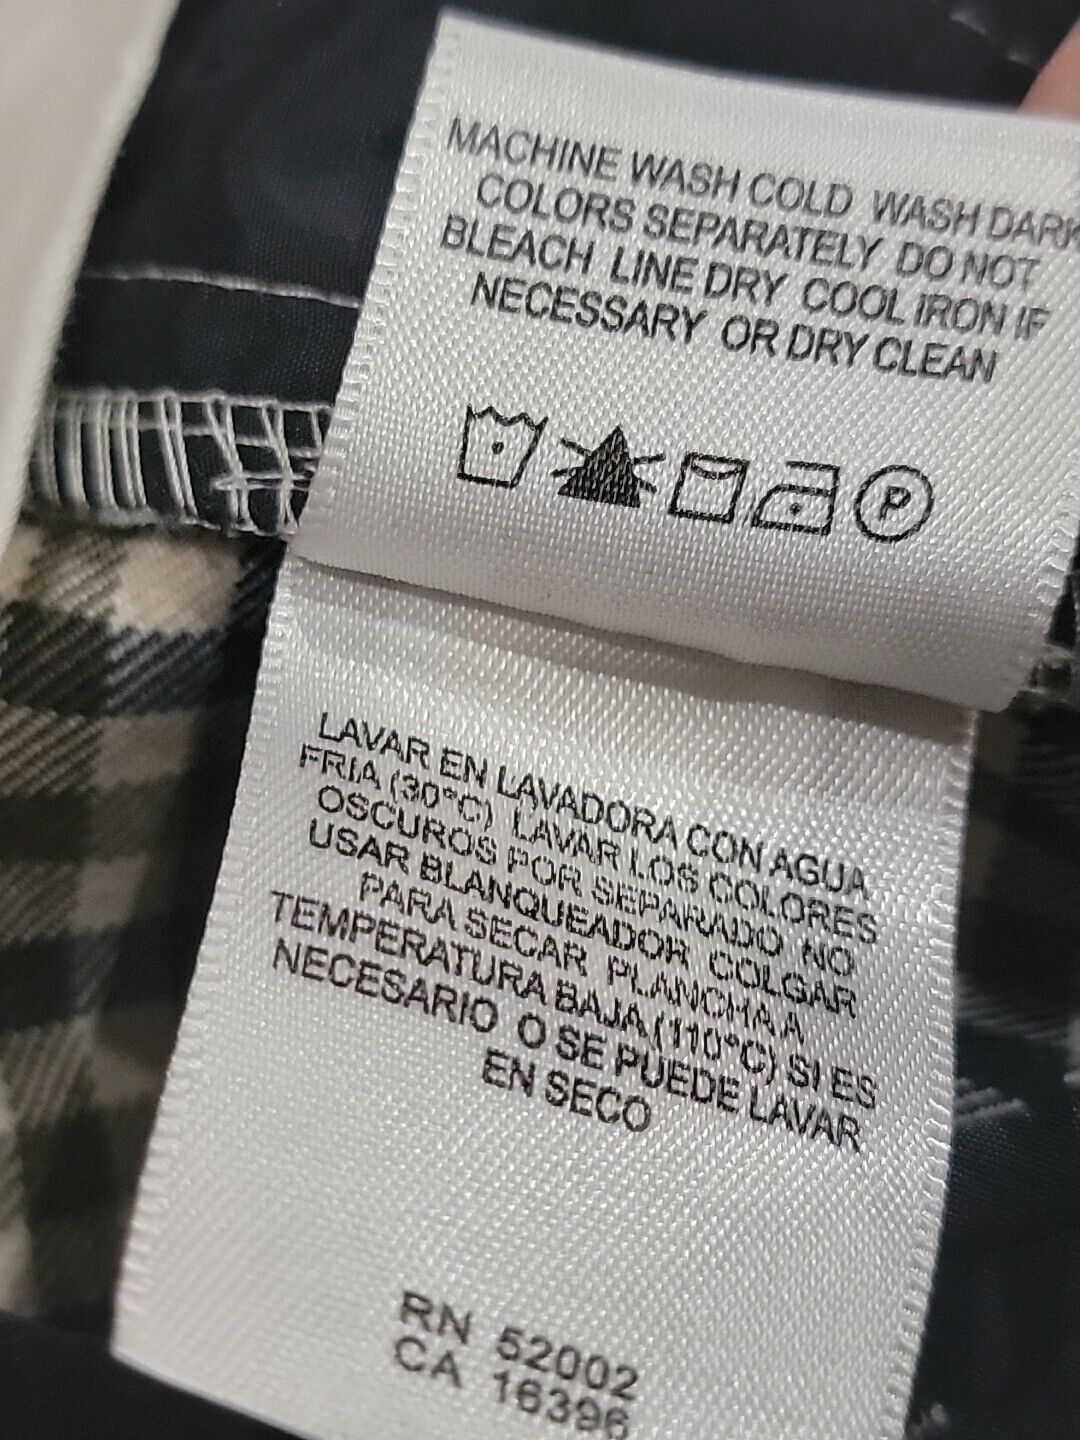 MACHINE WASH COLD WASH DARK
COLORS SEPARATELY DO NOT
BLEACH LINE DRY COOL IRON IF
NECESSARY OR DRY CLEAN
P
LAVAR EN LAVADORA CON AGUA
FRIA (30°C) LAVAR LOS COLORES
OSCUROS POR SEPARADO NO
USAR BLANQUEADOR COLGAR
PARA SECAR PLANCHA A
TEMPERATURA BAJA (110°C) SI ES
NECESARIO O SE PUEDE LAVAR
EN SECO
RN 52002
CA 16396